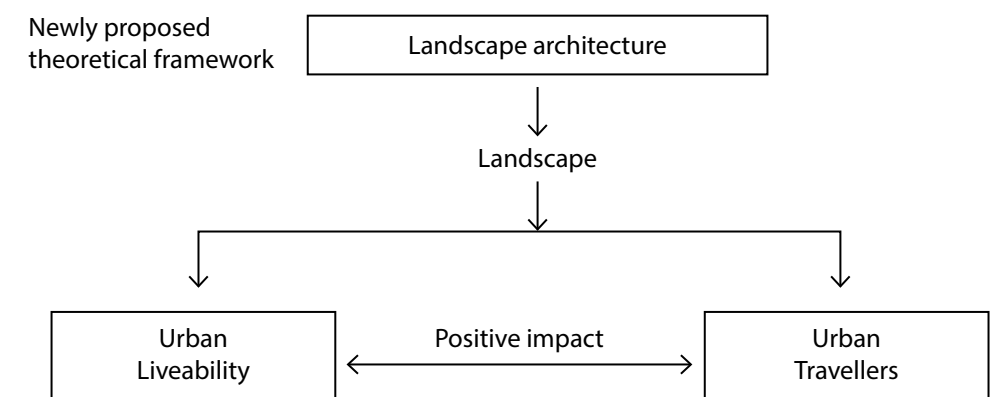 Newly proposed
theoretical framework
Landscape architecture
Landscape
Urban
Liveability
Positive impact
Urban
Travellers